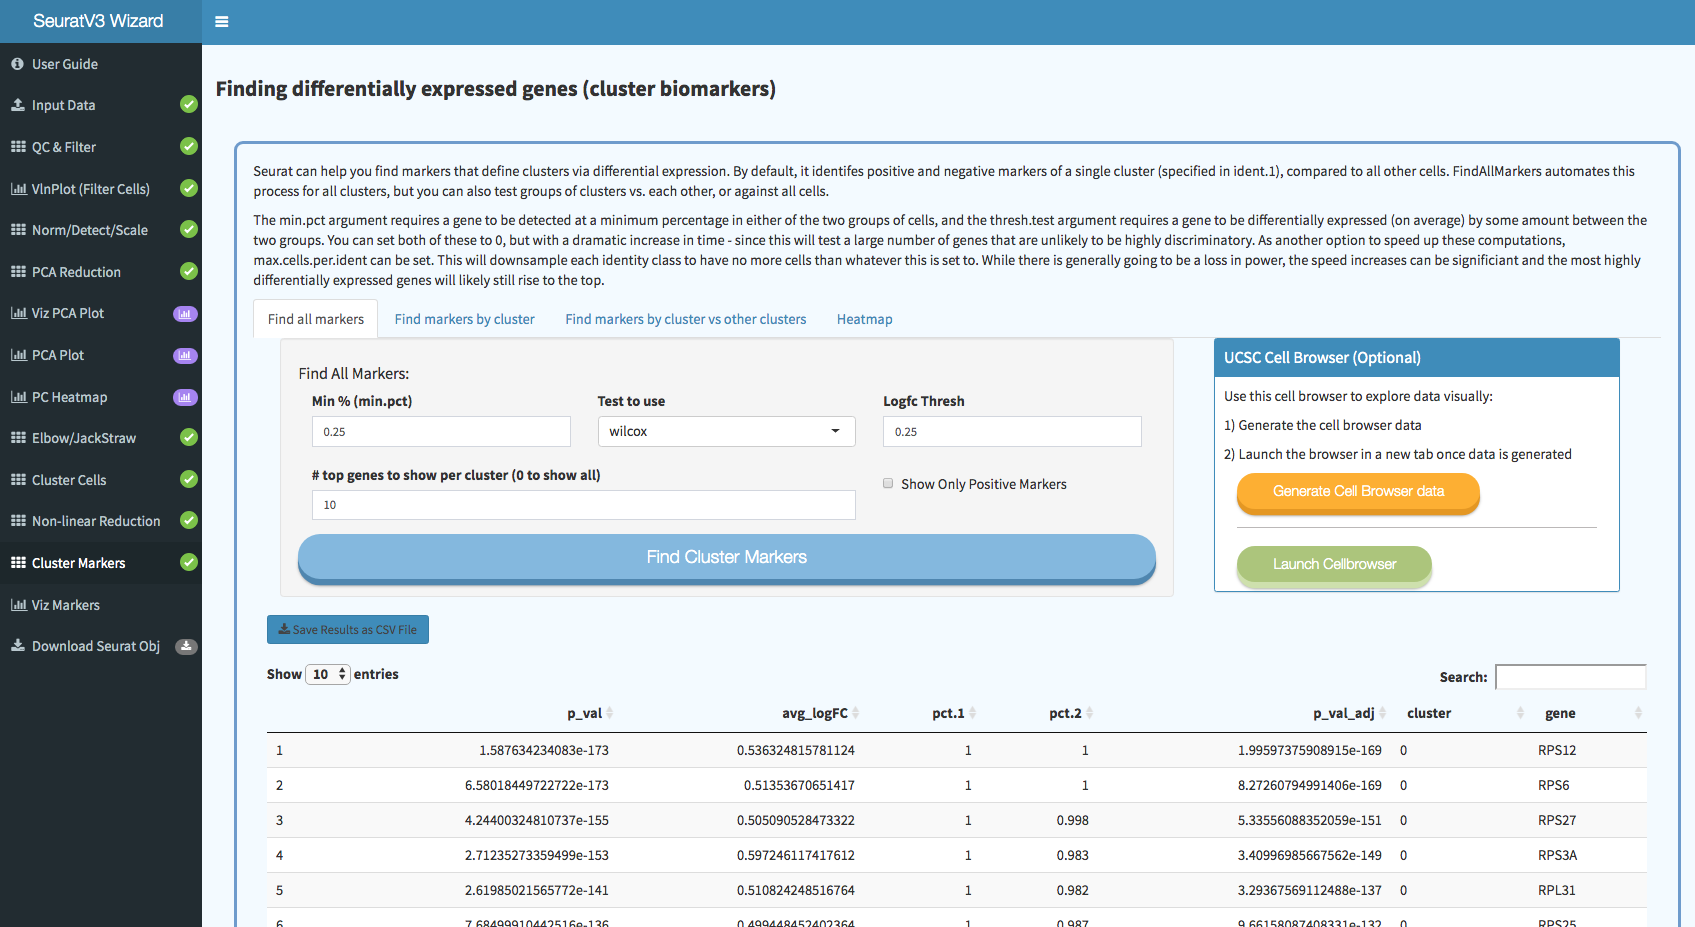 SeuratV3 Wizard
User Guide
Input Data
QC & Filter
VlnPlot (Filter Cells)
Norm/Detect/Scale
PCA Reduction
Viz PCA Plot
PCA Plot
PC Heatmap
Elbow/JackStraw
Cluster Cells
Non-linear Reduction
Cluster Markers
Viz Markers
Download Seurat Obj
Finding differentially expressed genes (cluster biomarkers)
Seurat can help you find markers that define clusters via differential expression. By default, it identifes positive and negative markers of a single cluster (specified in ident.1), compared to all other cells. FindAllMarkers automates this
process for all clusters, but you can also test groups of clusters vs. each other, or against all cells.
The min.pct argument requires a gene to be detected at a minimum percentage in either of the two groups of cells, and the thresh.test argument requires a gene to be differentially expressed (on average) by some amount between the
two groups. You can set both of these to 0, but with a dramatic increase in time - since this will test a large number of genes that are unlikely to be highly discriminatory. As another option to speed up these computations,
max.cells.per.ident can be set. This will downsample each identity class to have no more cells than whatever this is set to. While there is generally going to be a loss in power, the speed increases can be significiant and the most highly
differentially expressed genes will likely still rise to the top.
Find all markers Find markers by cluster Find markers by cluster vs other clusters Heatmap
Find All Markers:
Min % (min.pct) Test to use Logfc Thresh
0.25 wilcox 0.25
# top genes to show per cluster (0 to show all)
Show Only Positive Markers
10
Find Cluster Markers
UCSC Cell Browser (Optional)
Use this cell browser to explore data visually:
1) Generate the cell browser data
2) Launch the browser in a new tab once data is generated
Generate Cell Browser data
Launch Cellbrowser
Save Results as CSV File
Show 10 entries
Search:
p_val avg_logFC pct.1 pct.2 p_val_adj cluster gene
1 1.587634234083e-173 0.536324815781124 1 1 1.99597375908915e-169 0 RPS12
2 6.58018449722722e-173 0.51353670651417 1 1 8.27260794991406e-169 0 RPS6
3 4.24400324810737e-155 0.505090528473322 1 0.998 5.33556088352059e-151 0 RPS27
4 2.71235273359499e-153 0.597246117417612 1 0.983 3.40996985667562e-149 0 RPS3A
5 2.61985021565772e-141 0.510824248516764 1 0.982 3.29367569112488e-137 0 RPL31
6 7.68499910442516e-136 0.499448452402364 1 0.987 9.66158087408331e-132 0 RPS25